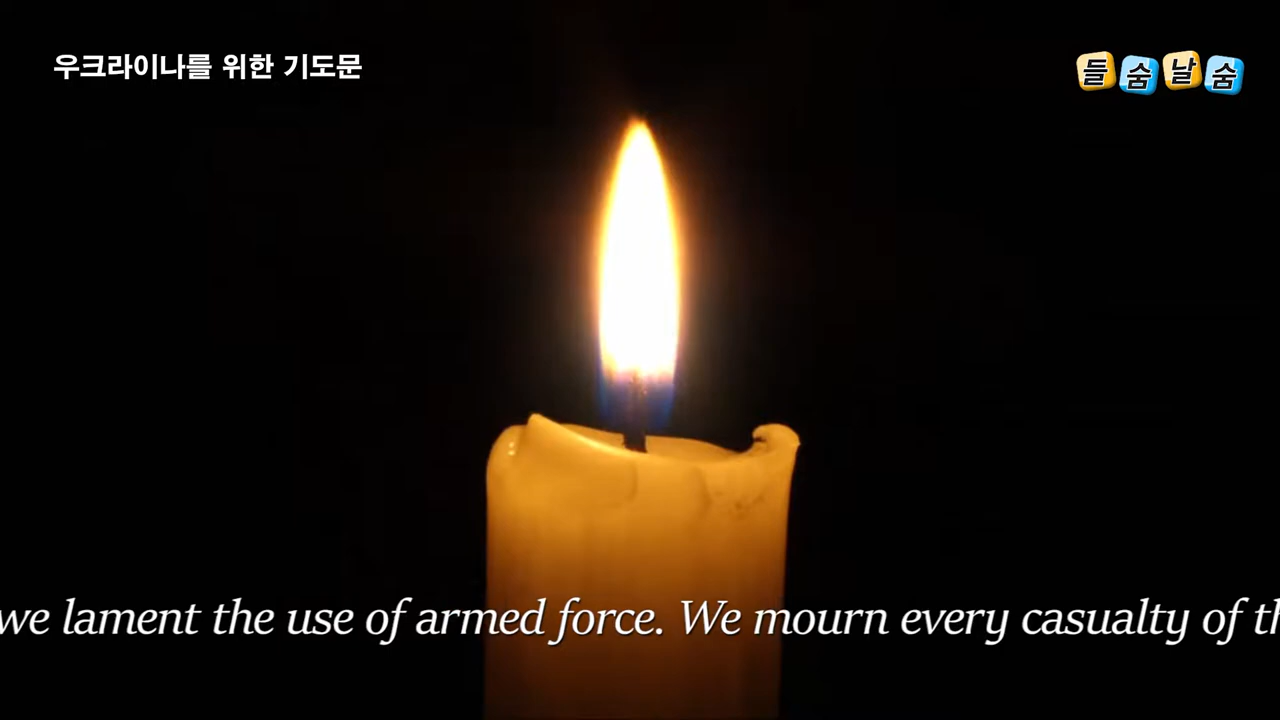 우크라이나를 위한 기도문
들숨날숨
we lament the use of armed force. We mourn every casualty of